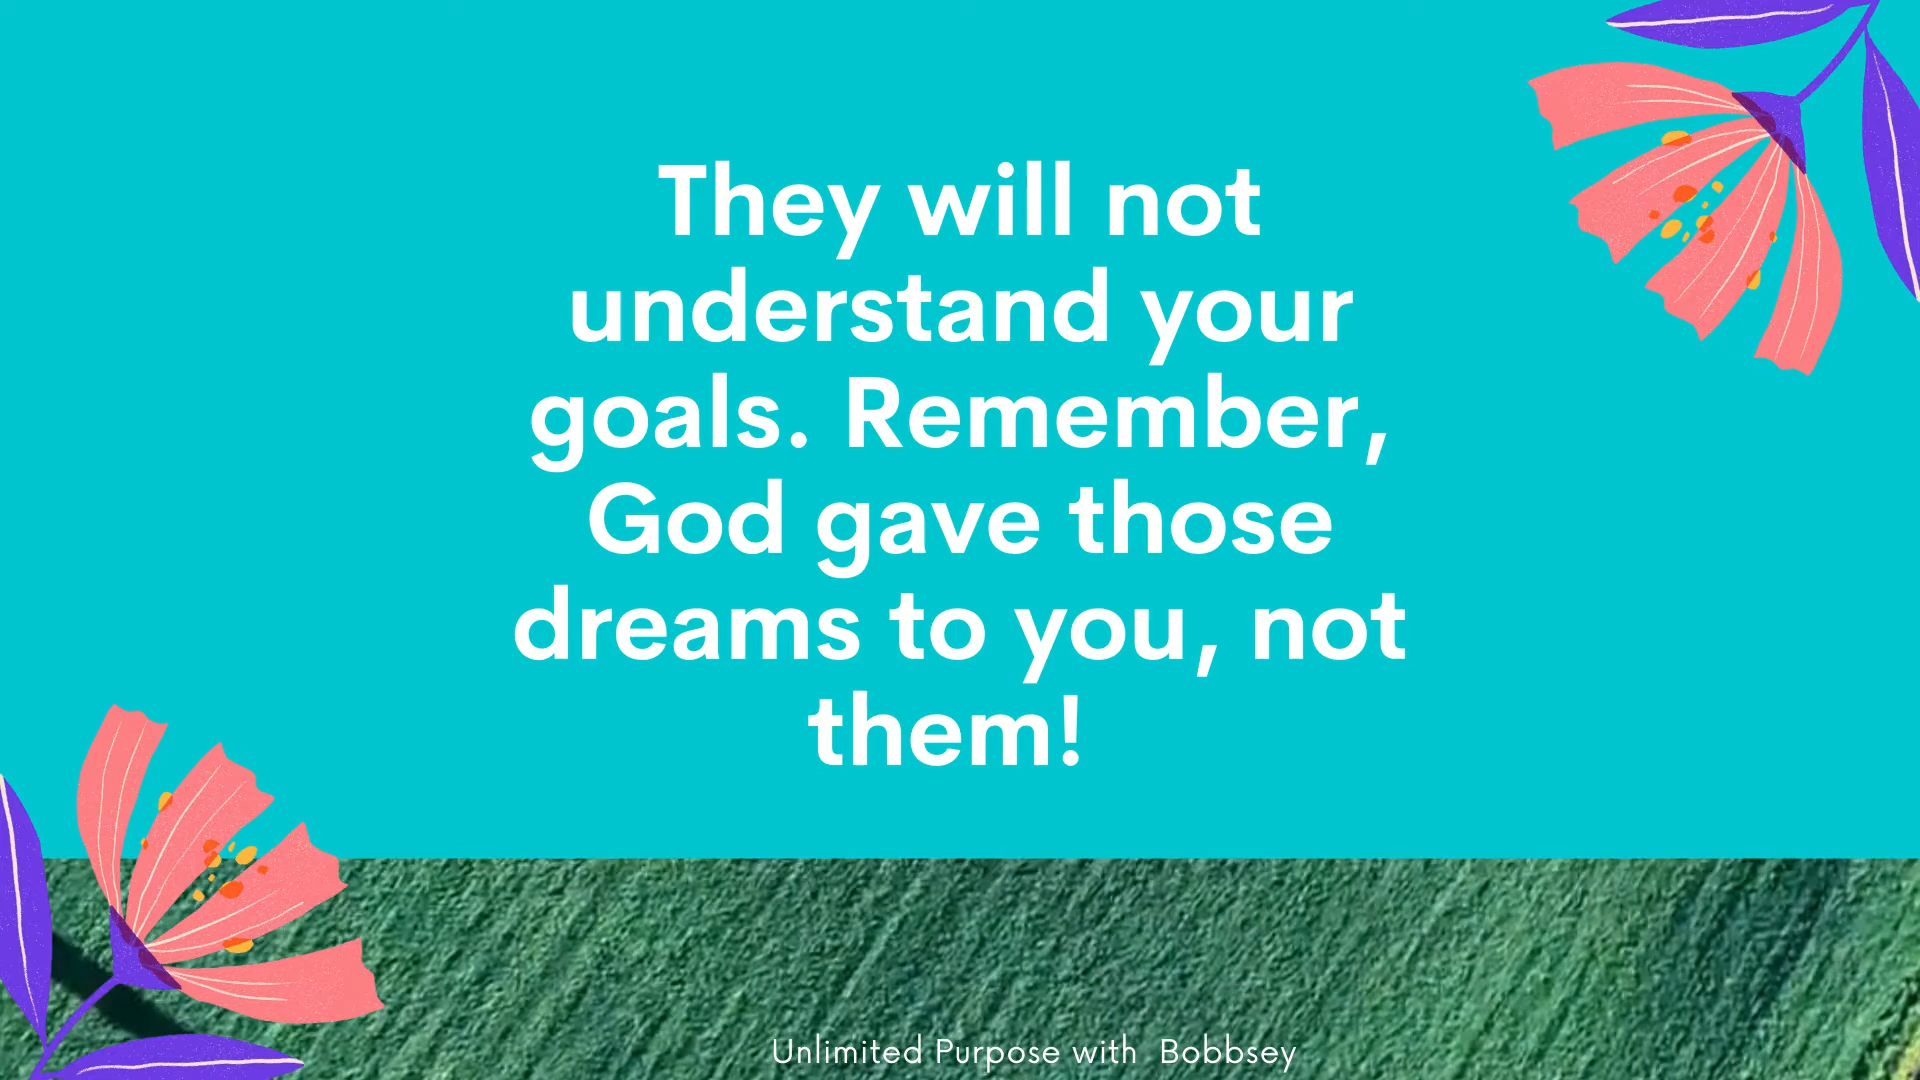 They will not
understand your
goals. Remember,
God gave those
dreams to you, not
them!
Unlimited Purpose with  Bobbsey